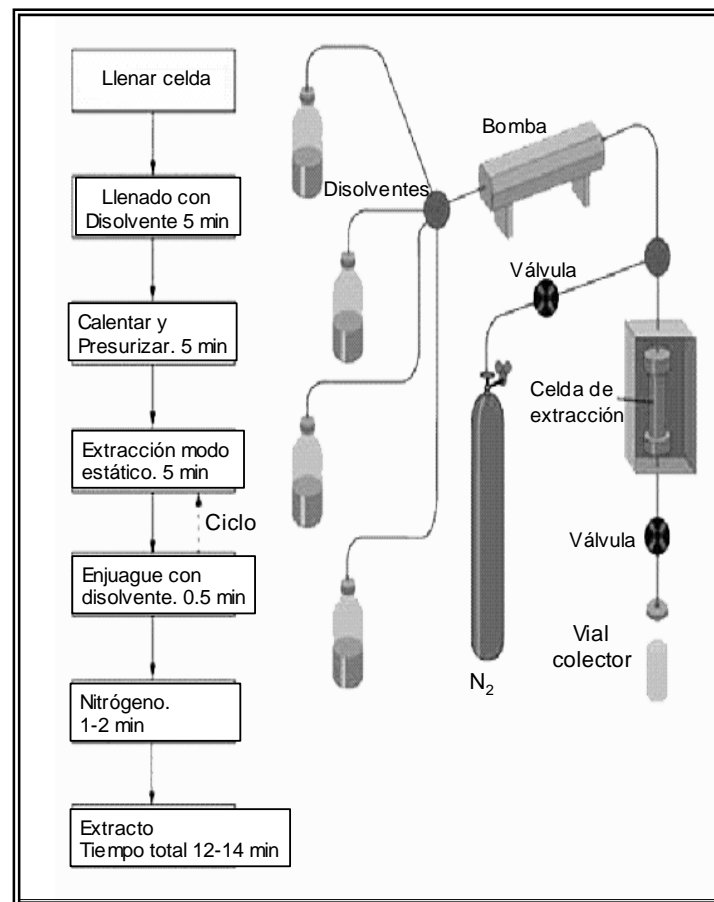 Llenar celda
Llenado con
Disolvente 5 min
Calentar y
Presurizar. 5 min
Extracción modo
estático. 5 min
Ciclo
Enjuague con
disolvente. 0.5 min
Nitrógeno.
1-2 min
Extracto
Tiempo total 12-14 min
Disolventes
Bomba
Válvula
Celda de
extracción
Válvula
Vial
colector
N₂